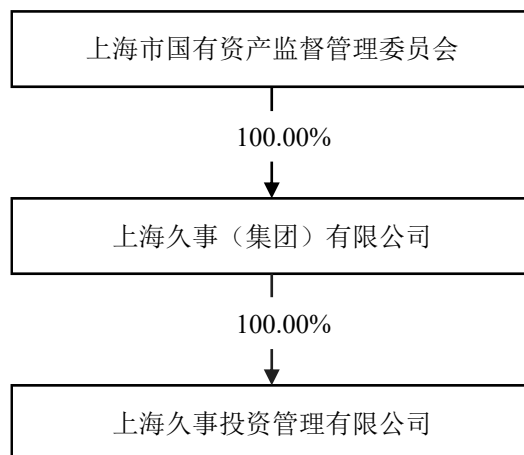 上海市国有资产监督管理委员会
100.00%
上海久事（集团）有限公司
100.00%
上海久事投资管理有限公司